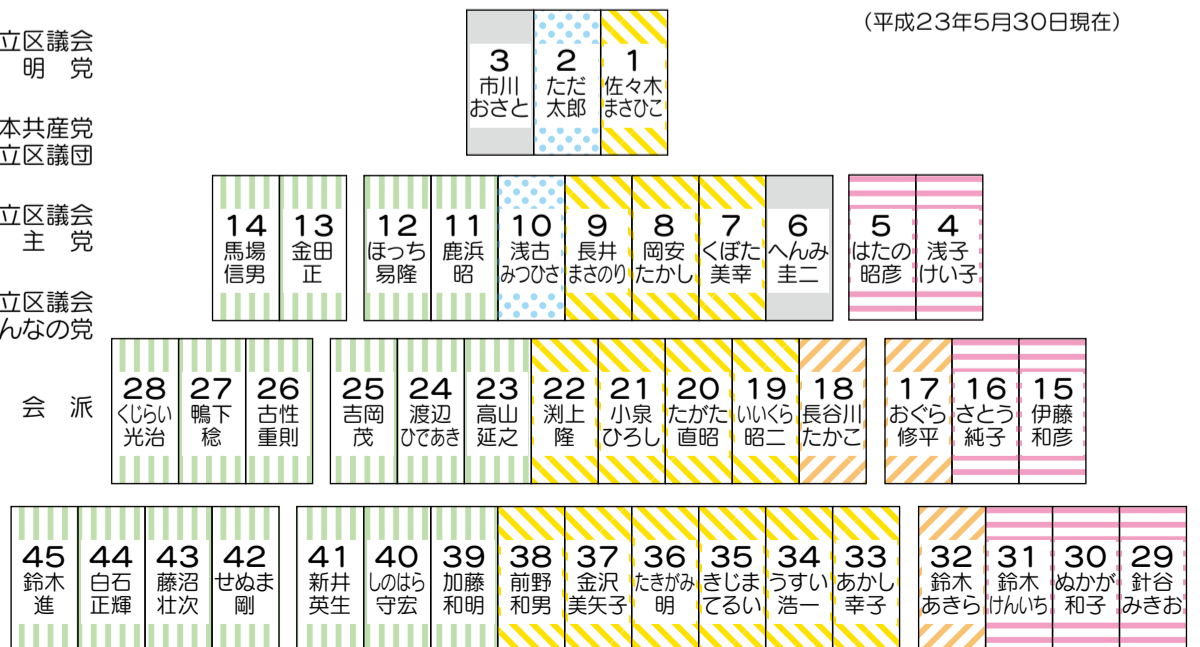 （平成23年5月30日現在）
立区議会
明 党
本共産党
立区議団
立区議会
主 党
立区議会
んなの党
会 派
3
市川
おさと
2
ただ
太郎
1
佐々木
まさひこ
14
馬場
信男
13
金田
正
12
ほっち
易隆
11
鹿浜
昭
10
浅古
みつひさ
9
長井
まさのり
8
岡安
たかし
7
くぼた
美幸
6
へんみ
圭二
5
はたの
昭彦
4
浅子
けい子
28
くじらい
光治
27
鴨下
稔
26
古性
重則
25
吉岡
茂
24
渡辺
ひであき
23
高山
延之
22
渕上
隆
21
小泉
ひろし
20
たがた
直昭
19
いいくら
昭二
18
長谷川
たかこ
17
おぐら
修平
16
さとう
純子
15
伊藤
和彦
45
鈴木
進
44
白石
正輝
43
藤沼
壮次
42
せぬま
剛
41
新井
英生
40
しのはら
守宏
39
加藤
和明
38
前野
和男
37
金沢
美矢子
36
たきがみ
明
35
きじま
てるい
34
うすい
浩一
33
あかし
幸子
32
鈴木
あきら
31
鈴木
けんいち
30
ぬかが
和子
29
針谷
みきお